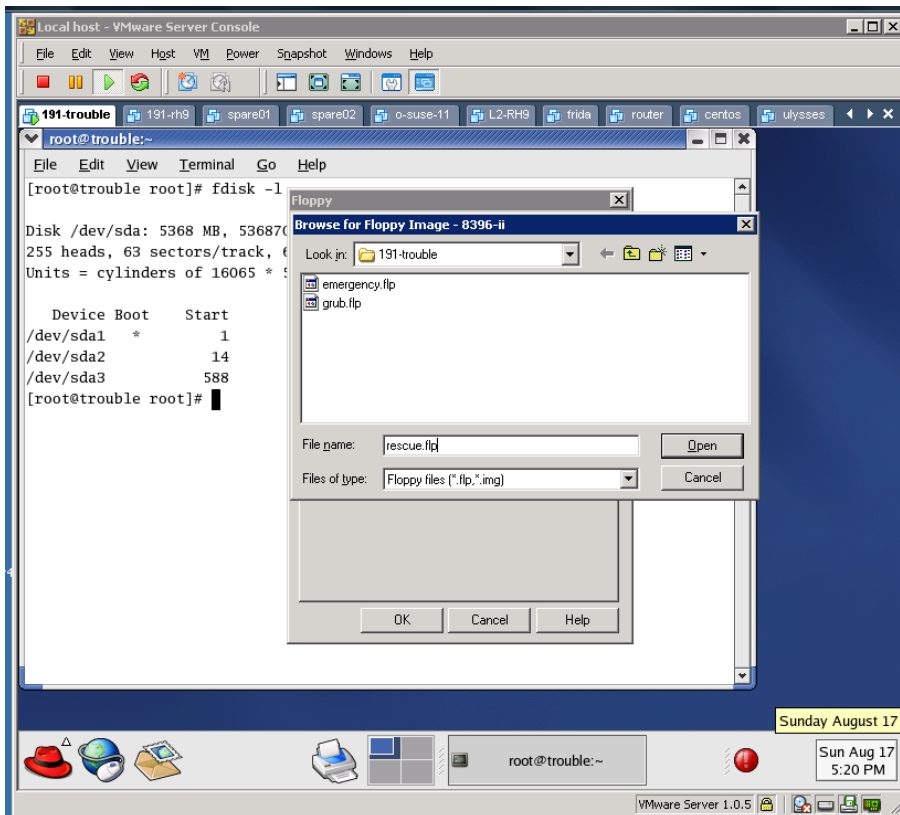 Local host - VMware Server Console
File Edit View Host VM Power Snapshot Windows Help
191-trouble 191-rh9 spare01 spare02 o-suse-11 L2-RH9 frida router centos ulysses
root@trouble:~
File Edit View Terminal Go Help
[root@trouble root]# fdisk -l
Disk /dev/sda: 5368 MB, 53687
255 heads, 63 sectors/track,
Units = cylinders of 16065 *
Device Boot Start
/dev/sda1 * 1
/dev/sda2 14
/dev/sda3 588
[root@trouble root]#
Floppy
Browse for Floppy Image - 8396-ii
Look in: 191-trouble
emergency.flp
grub.flp
File name: rescue.flp Open
Files of type: Floppy files (*.flp,*.img) Cancel
OK Cancel Help
Sunday August 17
root@trouble:~
Sun Aug 17
5:20 PM
VMware Server 1.0.5